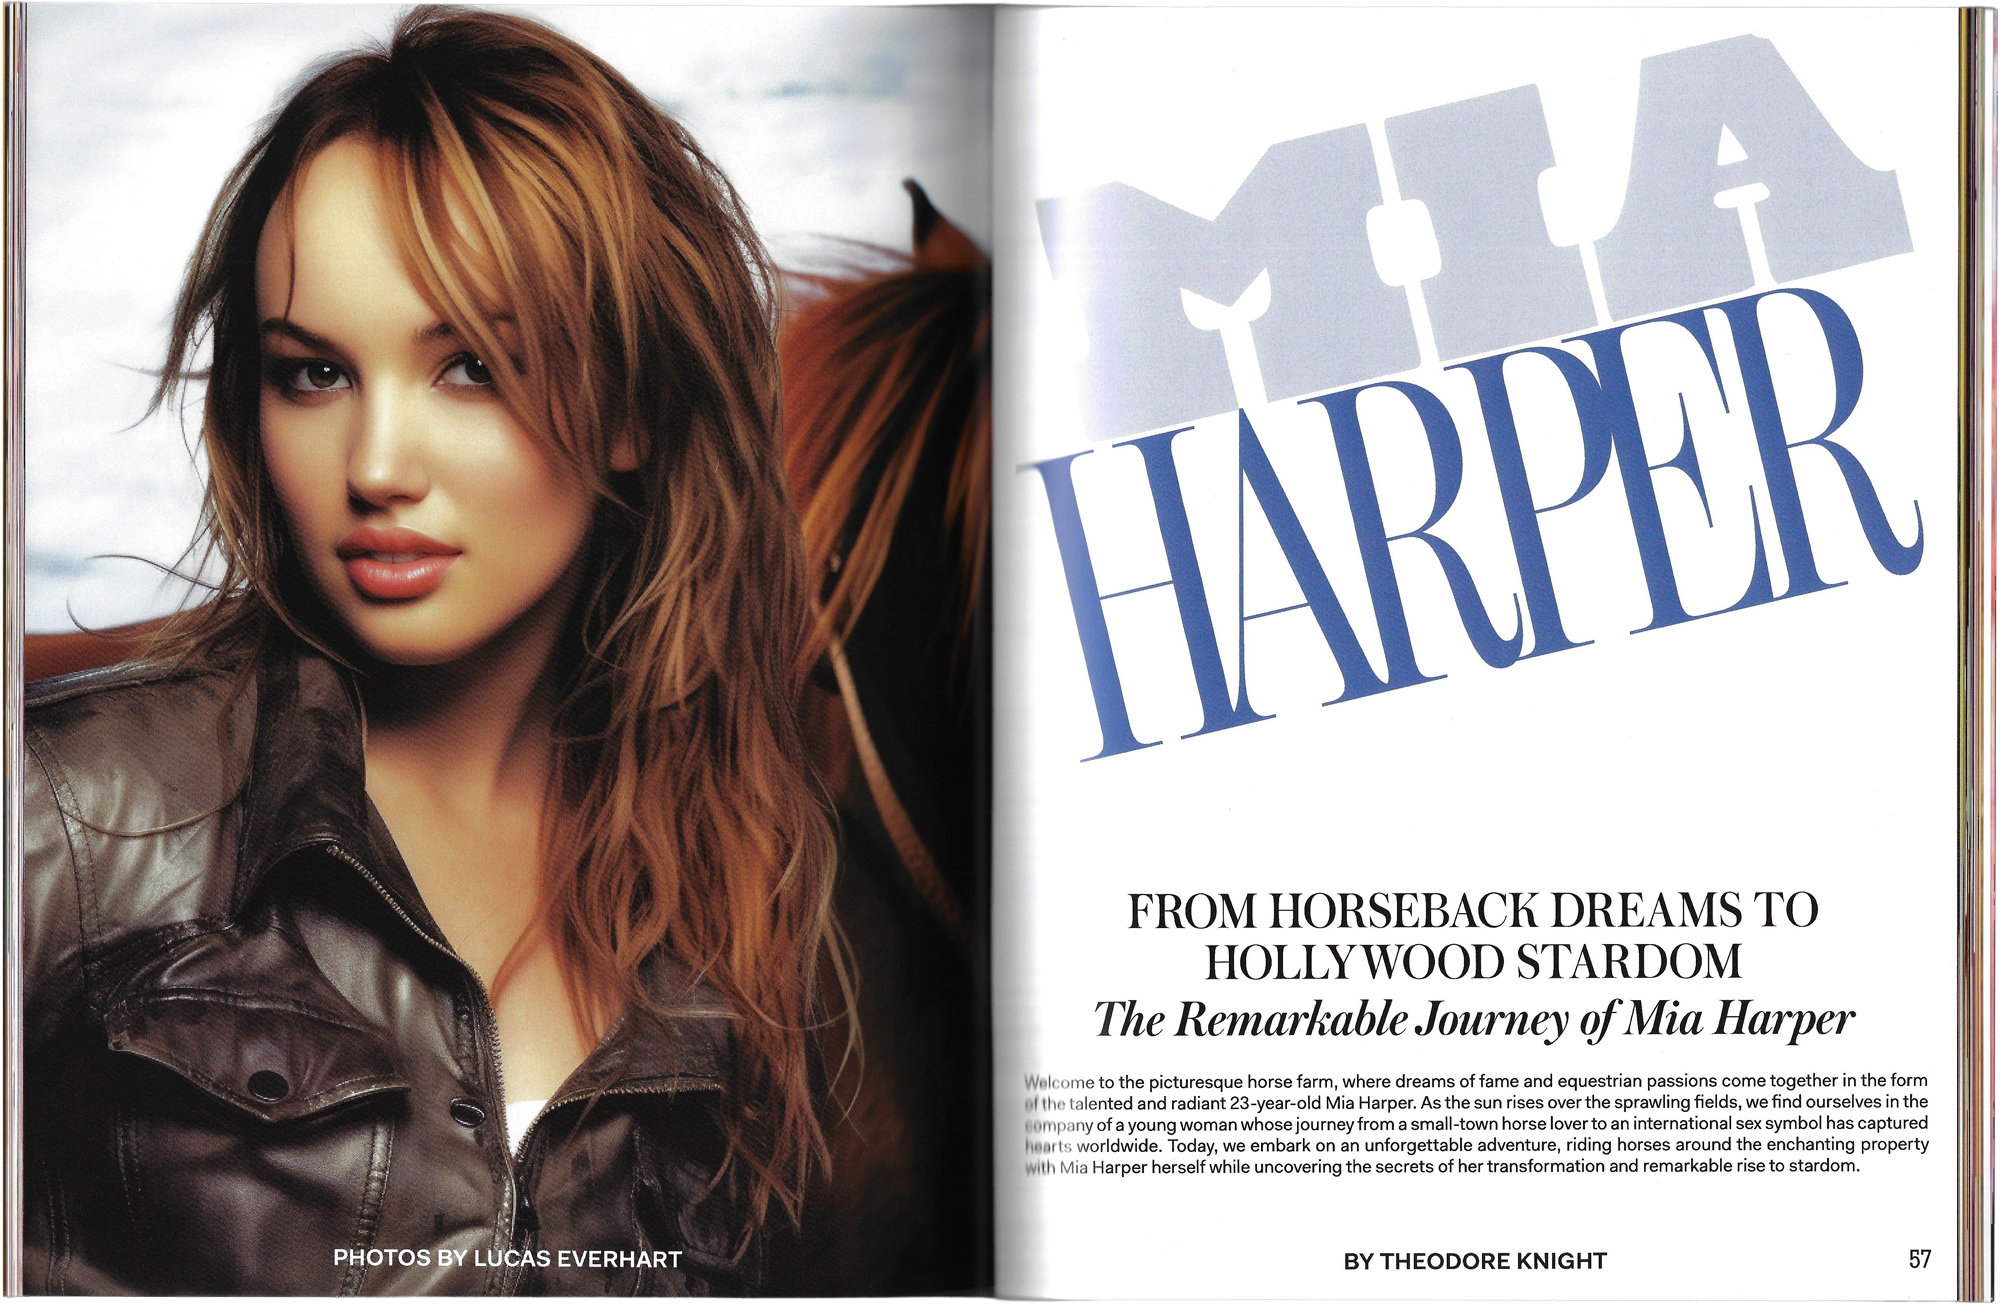 PHOTOS BY LUCAS EVERHART
MIA
HARPER
FROM HORSEBACK DREAMS TO
HOLLYWOOD STARDOM
The Remarkable Journey of Mia Harper
Welcome to the picturesque horse farm, where dreams of fame and equestrian passions come together in the form
of the talented and radiant 23-year-old Mia Harper. As the sun rises over the sprawling fields, we find ourselves in the
company of a young woman whose journey from a small-town horse lover to an international sex symbol has captured
hearts worldwide. Today, we embark on an unforgettable adventure, riding horses around the enchanting property
with Mia Harper herself while uncovering the secrets of her transformation and remarkable rise to stardom.
BY THEODORE KNIGHT
57